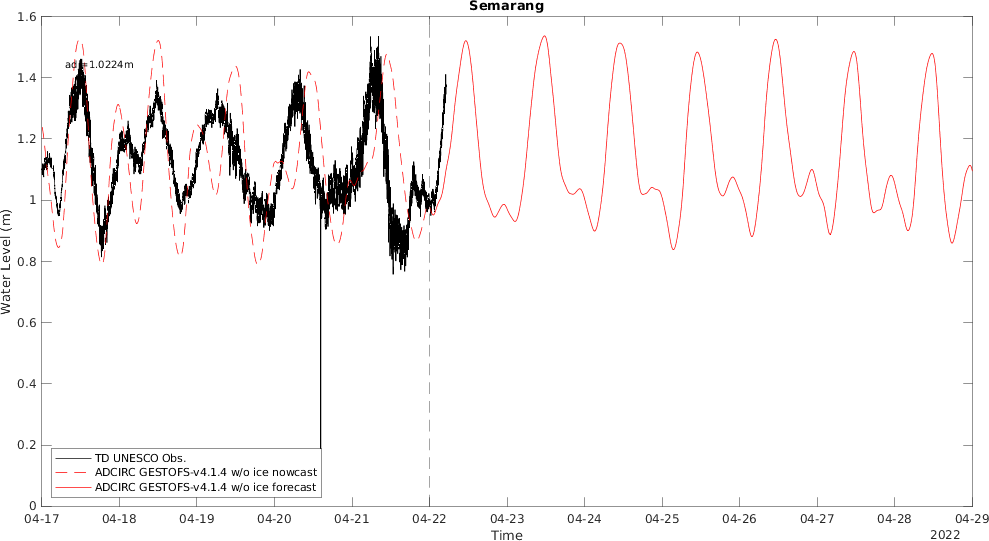 Semarang
1.6
1.4
1.2
1
0.8
0.6
0.4
0.2
0
Water Level (m)
=1.0224m
TD UNESCO Obs.
ADCIRC GESTOFS-v4.1.4 w/o ice nowcast
ADCIRC GESTOFS-v4.1.4 w/o ice forecast
04-17 04-18 04-19 04-20 04-21 04-22 04-23 04-24 04-25 04-26 04-27 04-28 04-29
Time
2022